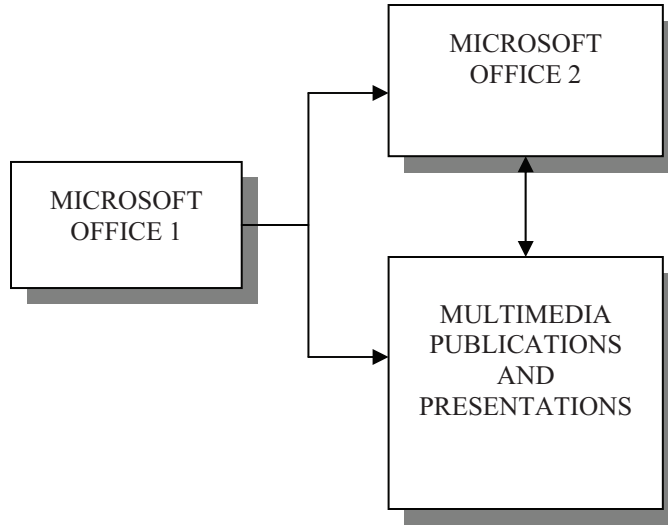 MICROSOFT
OFFICE 2
MICROSOFT
OFFICE 1
MULTIMEDIA
PUBLICATIONS
AND
PRESENTATIONS